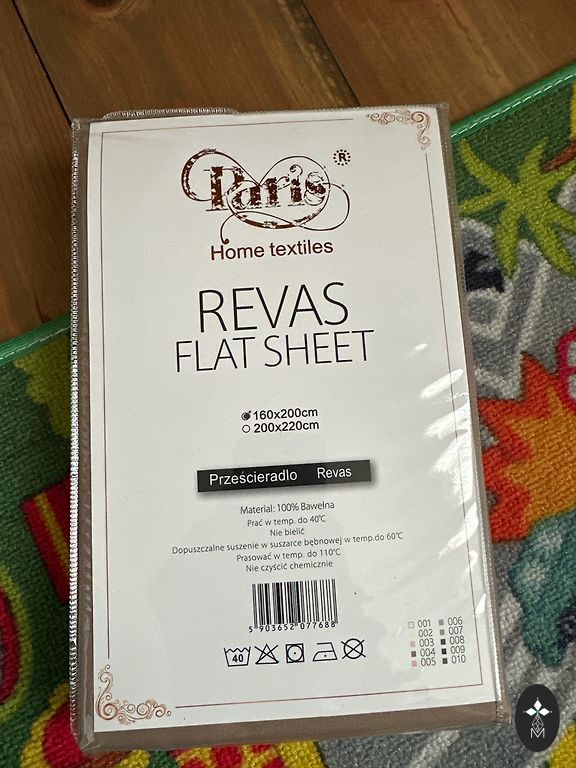 Paris ®
Home textiles
REVAS
FLAT SHEET
160x200cm
200x220cm
Prześcieradło Revas
Material: 100% Bawełna
Prać w temp. do 40℃
Nie bielić
Dopuszczalne suszenie w suszarce bębnowej w temp.do 60℃
Prasować w temp. do 110℃
Nie czyścić chemicznie
5 903652 077688
40
001 006
002 007
003 008
004 009
005 010
M